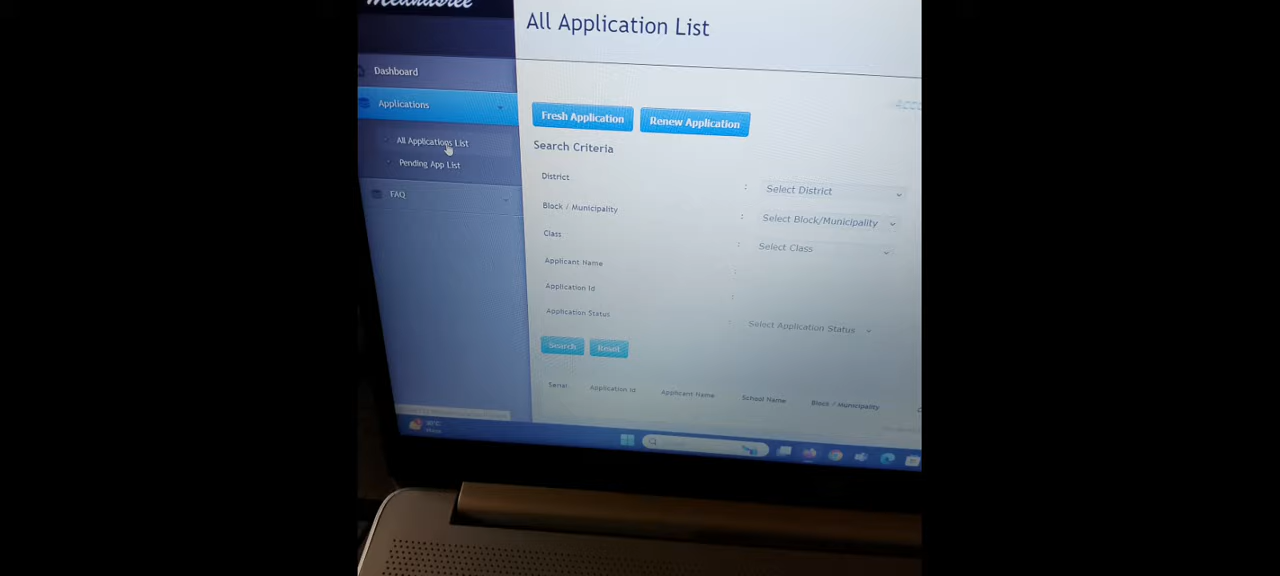 Medhasree
All Application List
Dashboard
Applications
All Applications List
Pending App List
FAQ
Fresh Application
Renew Application
Search Criteria
District : Select District
Block / Municipality : Select Block/Municipality
Class : Select Class
Applicant Name :
Application Id :
Application Status : Select Application Status
Search Reset
Serial Application Id Applicant Name School Name Block / Municipality